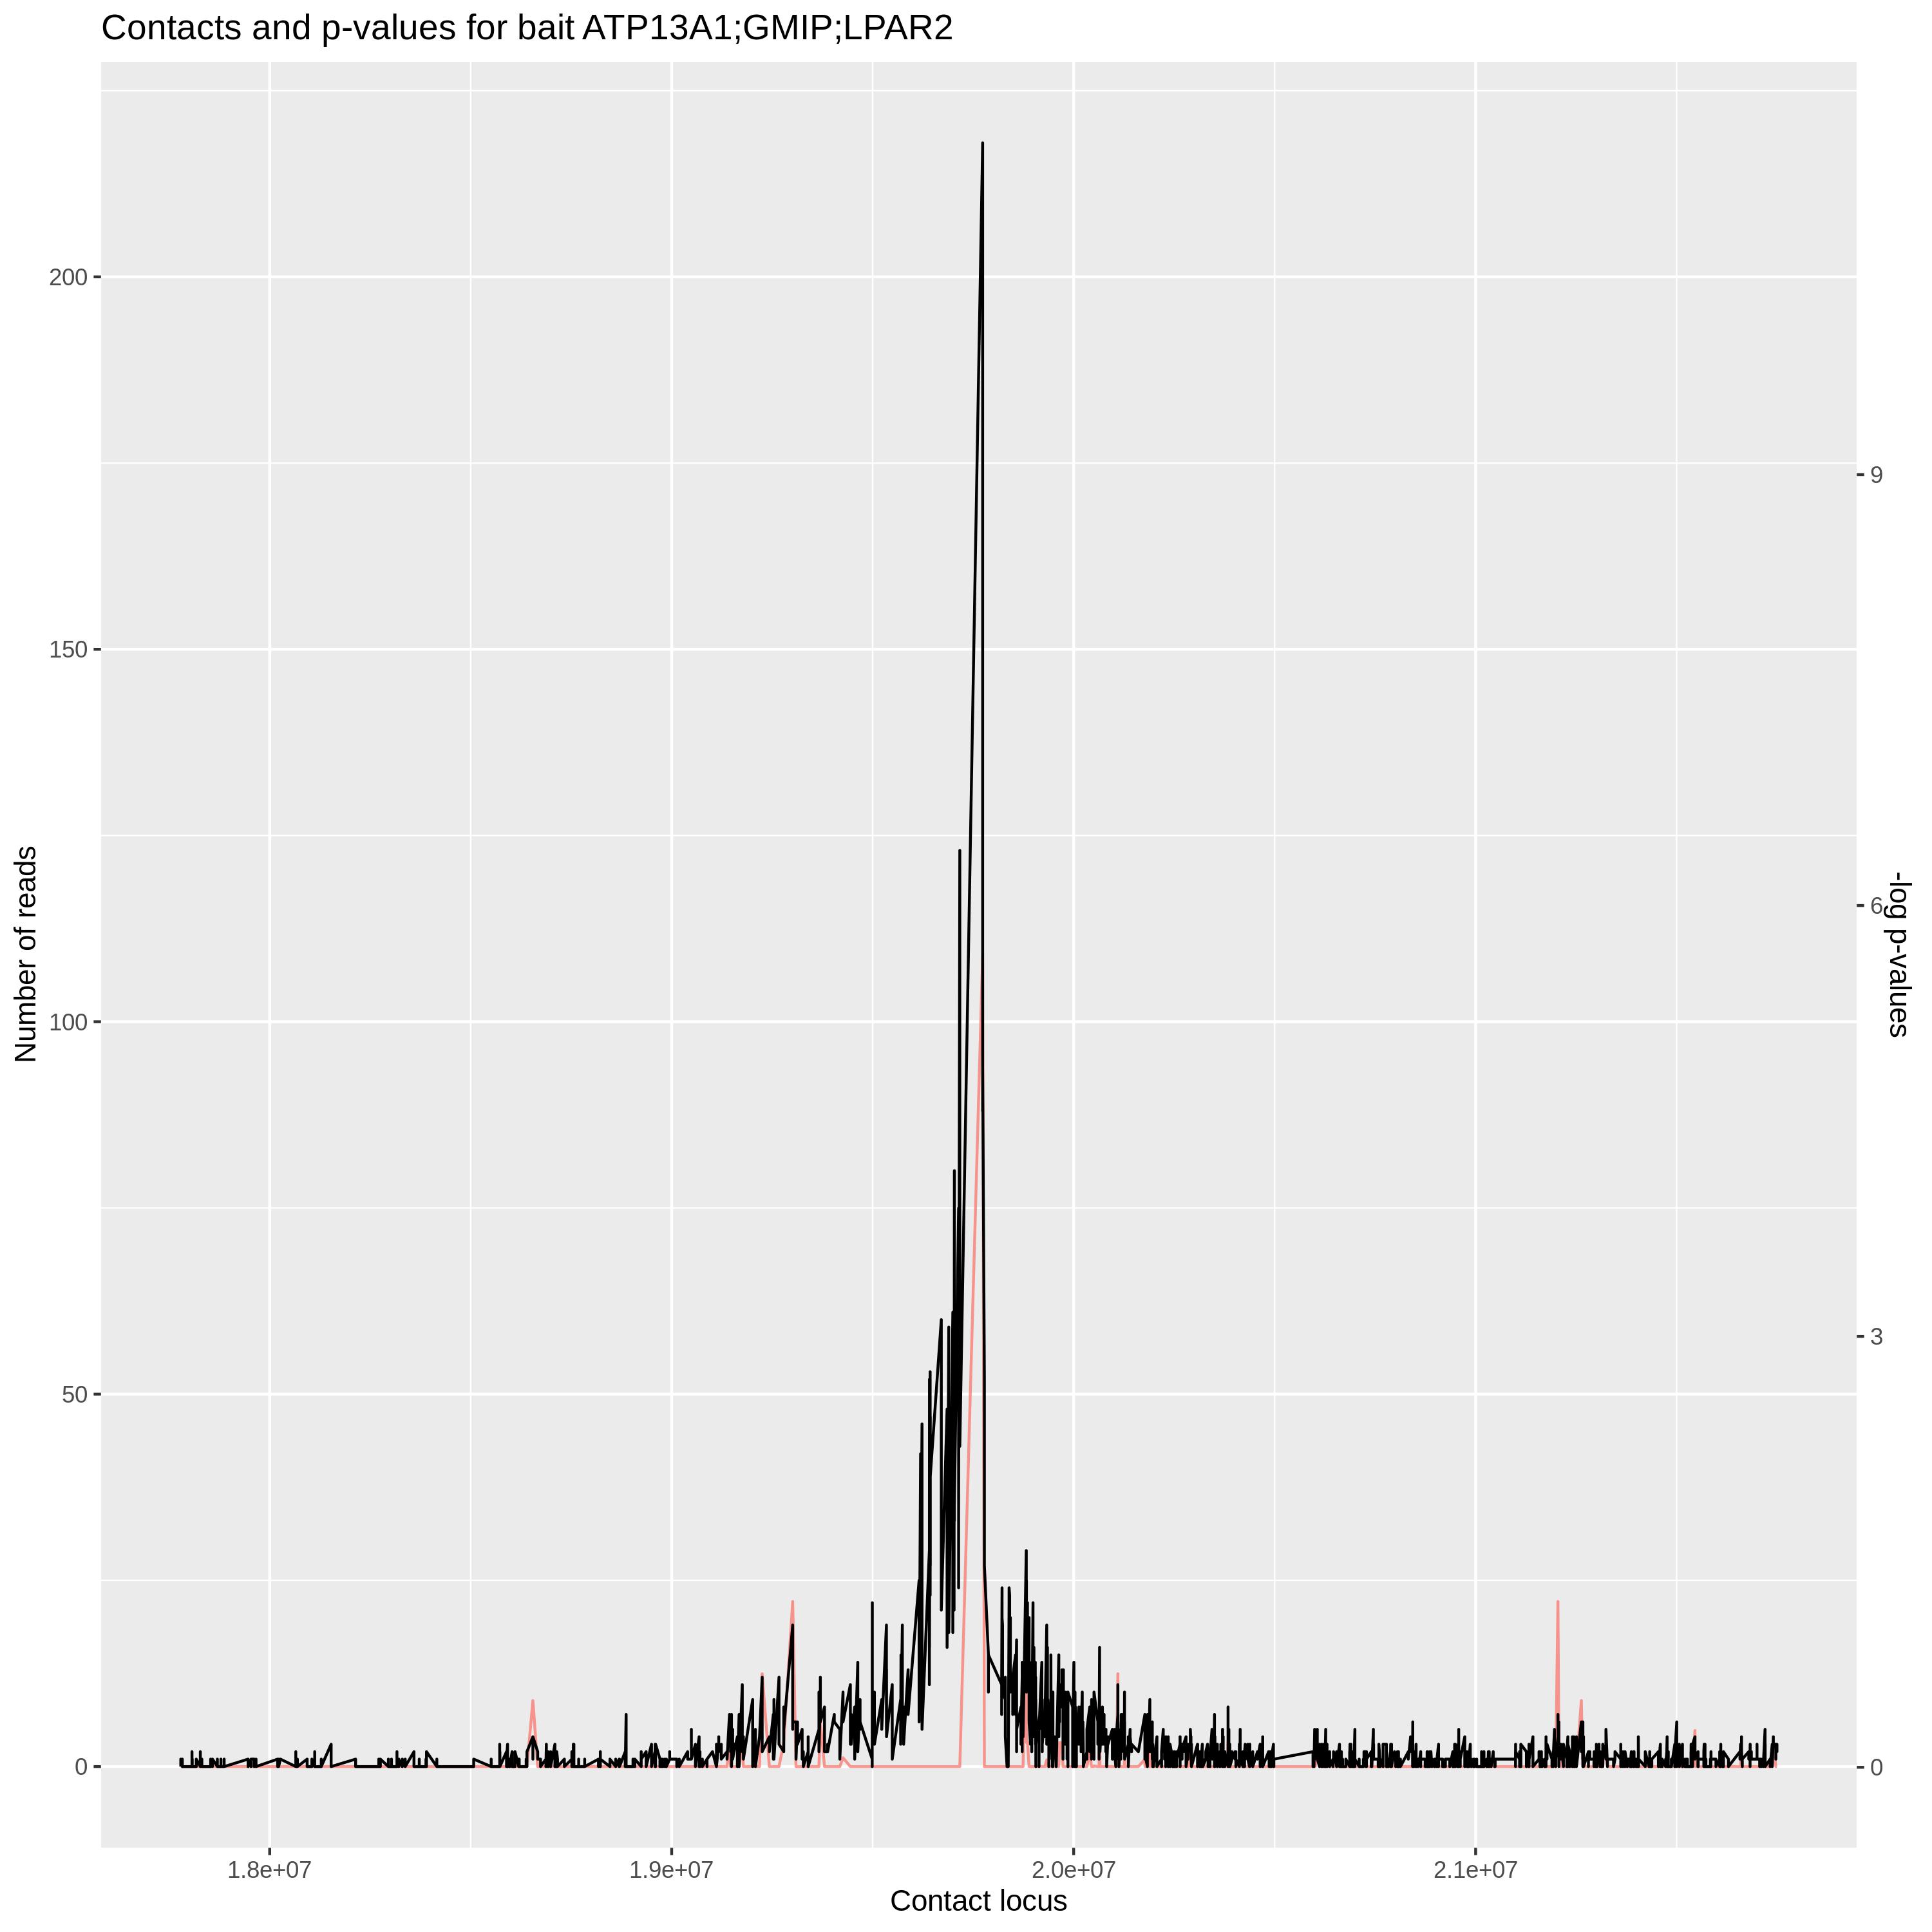 Contacts and p-values for bait ATP13A1;GMIP;LPAR2
200
150
100
50
0
Number of reads
9
6
3
0
-log p-values
1.8e+07
1.9e+07
2.0e+07
2.1e+07
Contact locus